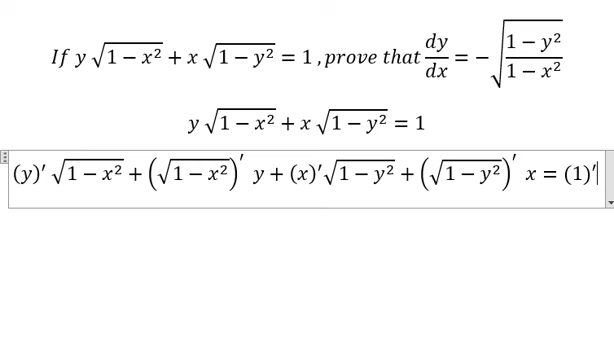 If y √(1 − x²) + x √(1 − y²) = 1 , prove that dy/dx = − √((1 − y²)/(1 − x²))
y √(1 − x²) + x √(1 − y²) = 1
(y)′ √(1 − x²) + (√(1 − x²))′ y + (x)′ √(1 − y²) + (√(1 − y²))′ x = (1)′